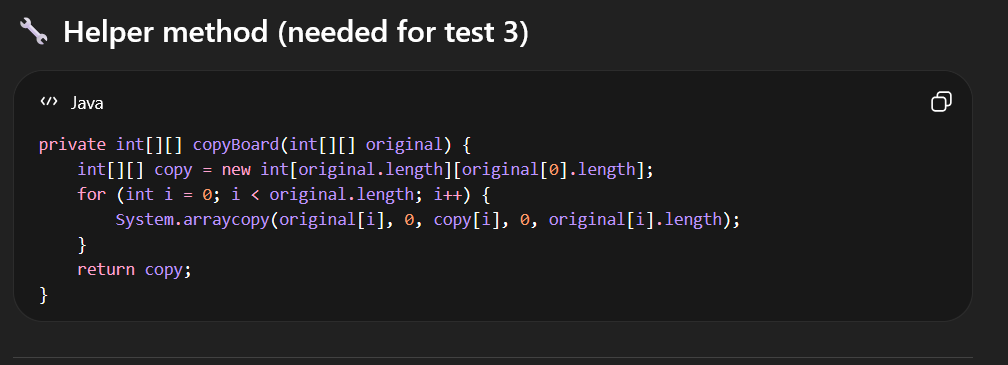 Helper method (needed for test 3)
Java
private int[][] copyBoard(int[][] original) {
    int[][] copy = new int[original.length][original[0].length];
    for (int i = 0; i < original.length; i++) {
        System.arraycopy(original[i], 0, copy[i], 0, original[i].length);
    }
    return copy;
}